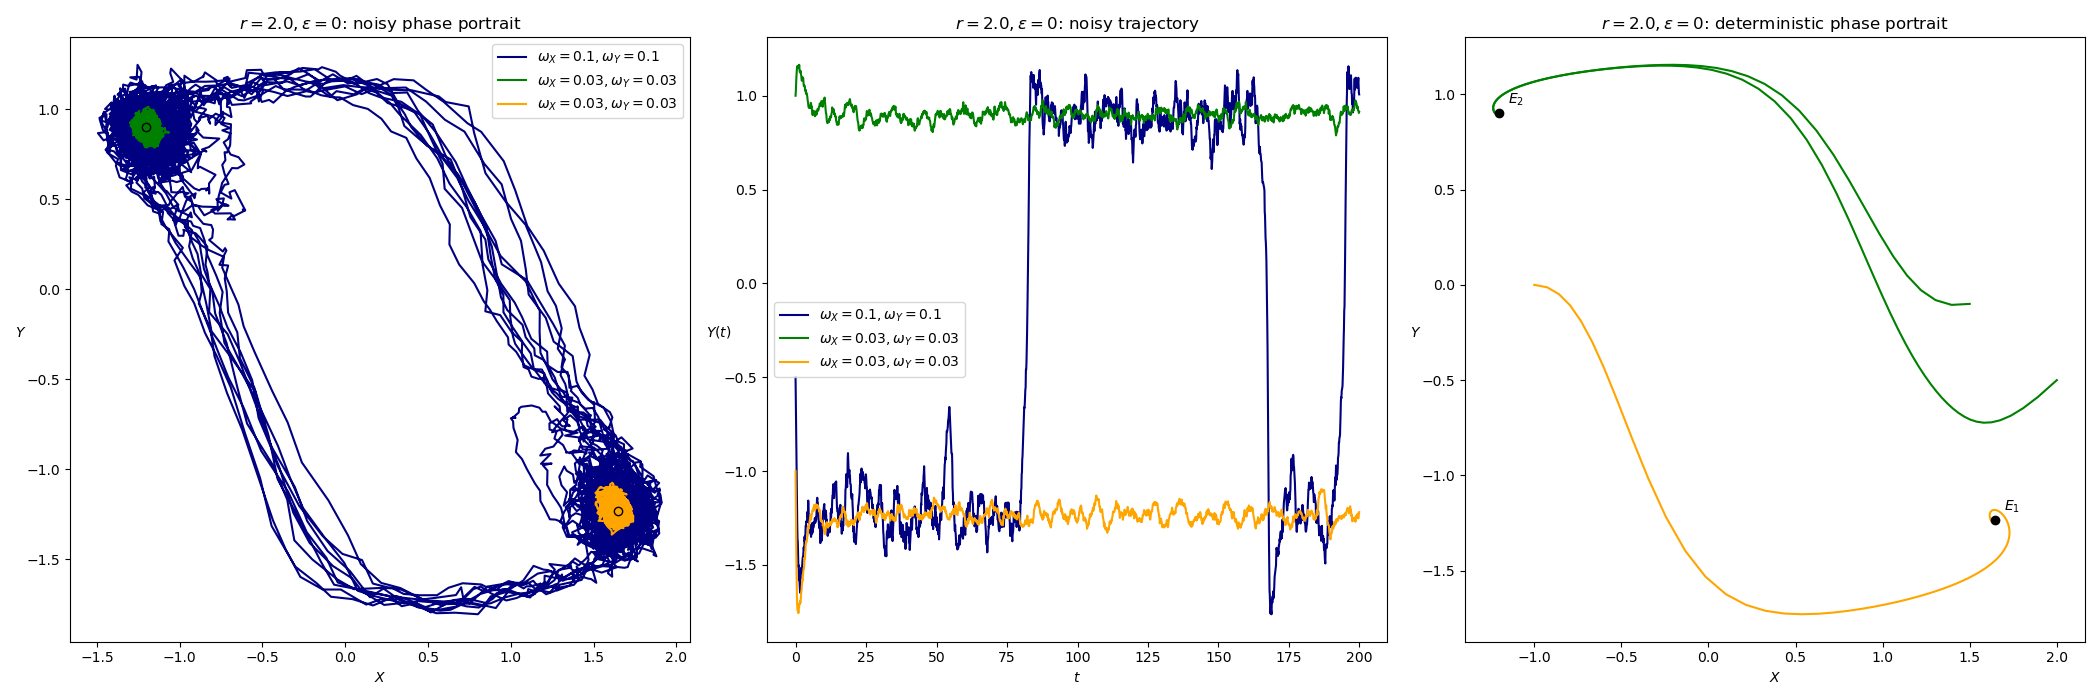 r = 2.0, ε = 0: noisy phase portrait
ω_X = 0.1, ω_Y = 0.1
ω_X = 0.03, ω_Y = 0.03
ω_X = 0.03, ω_Y = 0.03
1.0
0.5
0.0
−0.5
−1.0
−1.5
Y
−1.5 −1.0 −0.5 0.0 0.5 1.0 1.5 2.0
X
r = 2.0, ε = 0: noisy trajectory
1.0
0.5
0.0
−0.5
−1.0
−1.5
Y(t)
ω_X = 0.1, ω_Y = 0.1
ω_X = 0.03, ω_Y = 0.03
ω_X = 0.03, ω_Y = 0.03
0 25 50 75 100 125 150 175 200
t
r = 2.0, ε = 0: deterministic phase portrait
E_2
E_1
1.0
0.5
0.0
−0.5
−1.0
−1.5
Y
−1.0 −0.5 0.0 0.5 1.0 1.5 2.0
X